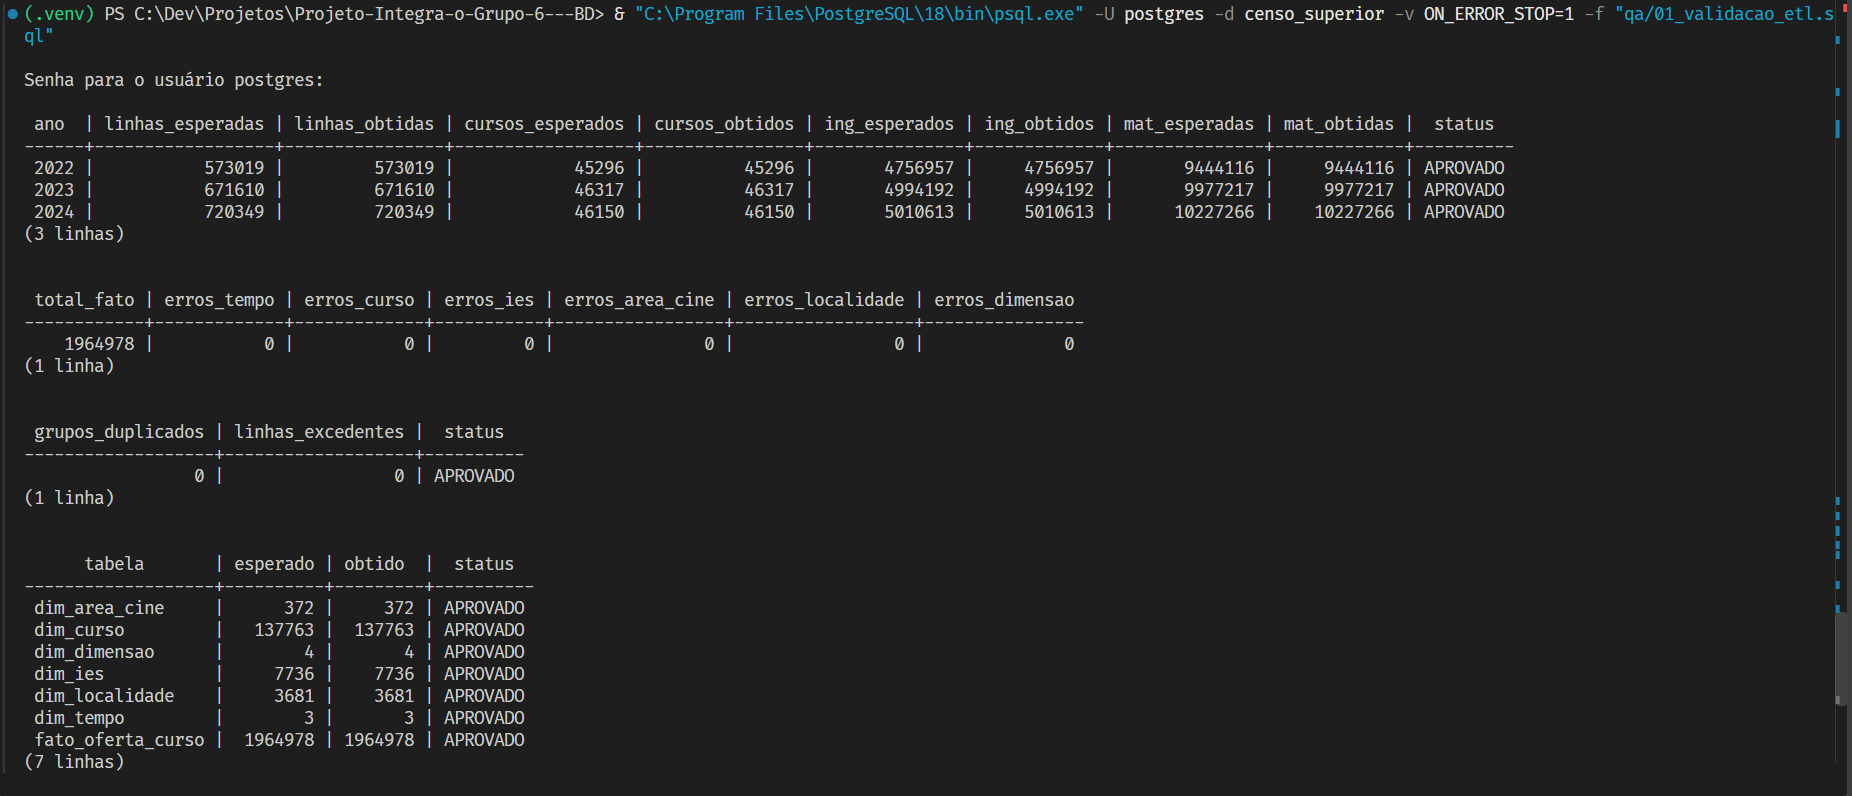 (.venv) PS C:\Dev\Projetos\Projeto-Integra-o-Grupo-6---BD> & "C:\Program Files\PostgreSQL\18\bin\psql.exe" -U postgres -d censo_superior -v ON_ERROR_STOP=1 -f "qa/01_validacao_etl.s
ql"
Senha para o usuário postgres:
 ano  | linhas_esperadas | linhas_obtidas | cursos_esperados | cursos_obtidos | ing_esperados | ing_obtidos | mat_esperadas | mat_obtidas |  status
------+------------------+----------------+------------------+----------------+---------------+-------------+---------------+-------------+----------
 2022 |           573019 |         573019 |            45296 |          45296 |       4756957 |     4756957 |       9444116 |     9444116 | APROVADO
 2023 |           671610 |         671610 |            46317 |          46317 |       4994192 |     4994192 |       9977217 |     9977217 | APROVADO
 2024 |           720349 |         720349 |            46150 |          46150 |       5010613 |     5010613 |      10227266 |    10227266 | APROVADO
(3 linhas)
 total_fato | erros_tempo | erros_curso | erros_ies | erros_area_cine | erros_localidade | erros_dimensao
------------+-------------+-------------+-----------+-----------------+------------------+----------------
    1964978 |           0 |           0 |         0 |               0 |                0 |              0
(1 linha)
 grupos_duplicados | linhas_excedentes |  status
-------------------+-------------------+----------
                 0 |                 0 | APROVADO
(1 linha)
      tabela       | esperado | obtido  |  status
-------------------+----------+---------+----------
 dim_area_cine     |      372 |     372 | APROVADO
 dim_curso         |   137763 |  137763 | APROVADO
 dim_dimensao      |        4 |       4 | APROVADO
 dim_ies           |     7736 |    7736 | APROVADO
 dim_localidade    |     3681 |    3681 | APROVADO
 dim_tempo         |        3 |       3 | APROVADO
 fato_oferta_curso |  1964978 | 1964978 | APROVADO
(7 linhas)